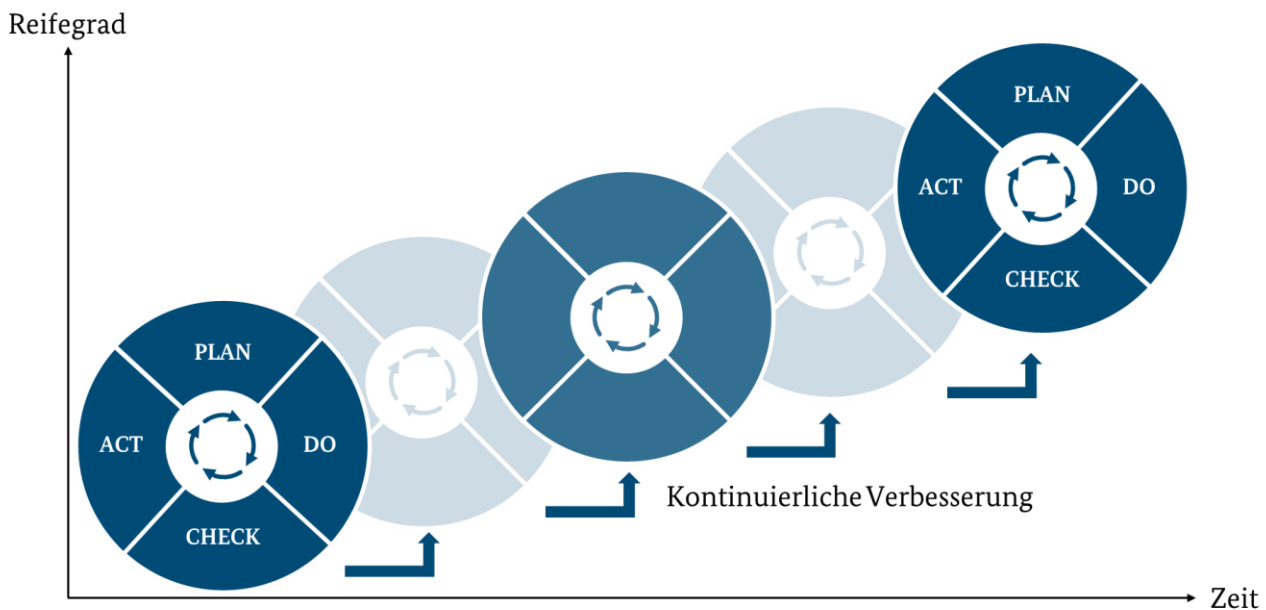 Reifegrad
PLAN
ACT
DO
CHECK
Kontinuierliche Verbesserung
PLAN
ACT
DO
CHECK
Zeit